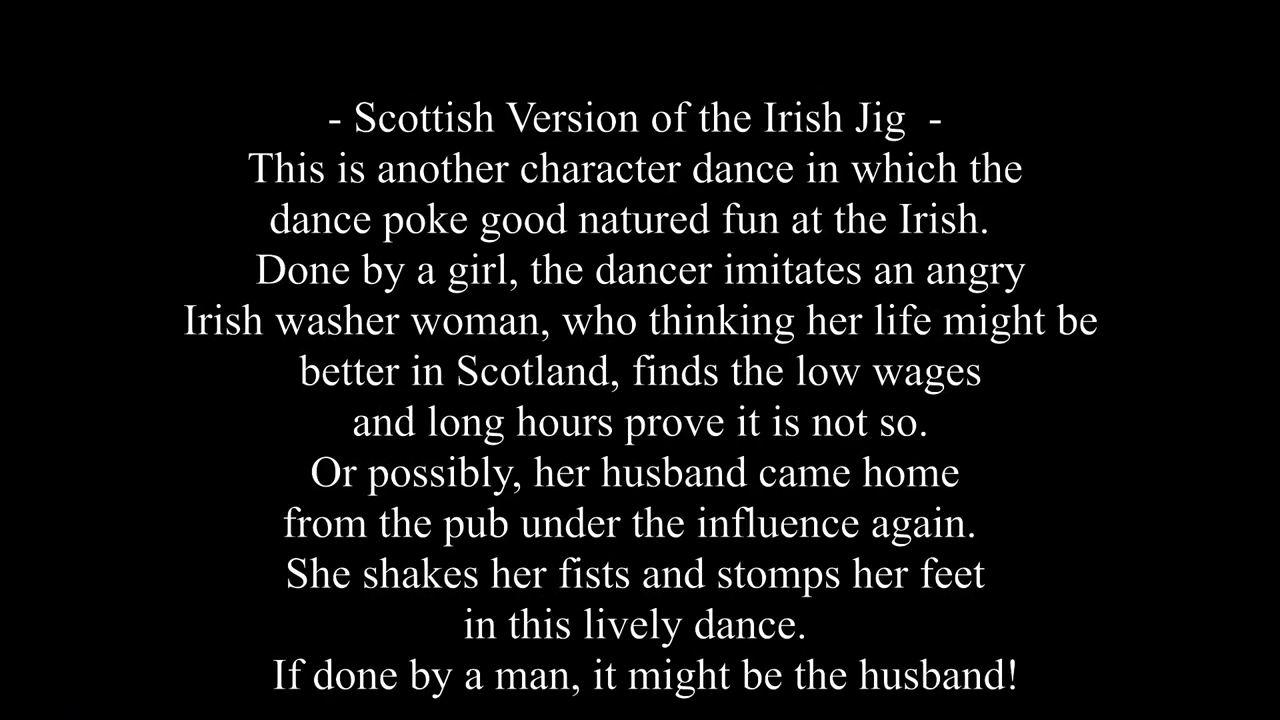 - Scottish Version of the Irish Jig  -
This is another character dance in which the
dance poke good natured fun at the Irish.
Done by a girl, the dancer imitates an angry
Irish washer woman, who thinking her life might be
better in Scotland, finds the low wages
and long hours prove it is not so.
Or possibly, her husband came home
from the pub under the influence again.
She shakes her fists and stomps her feet
in this lively dance.
If done by a man, it might be the husband!